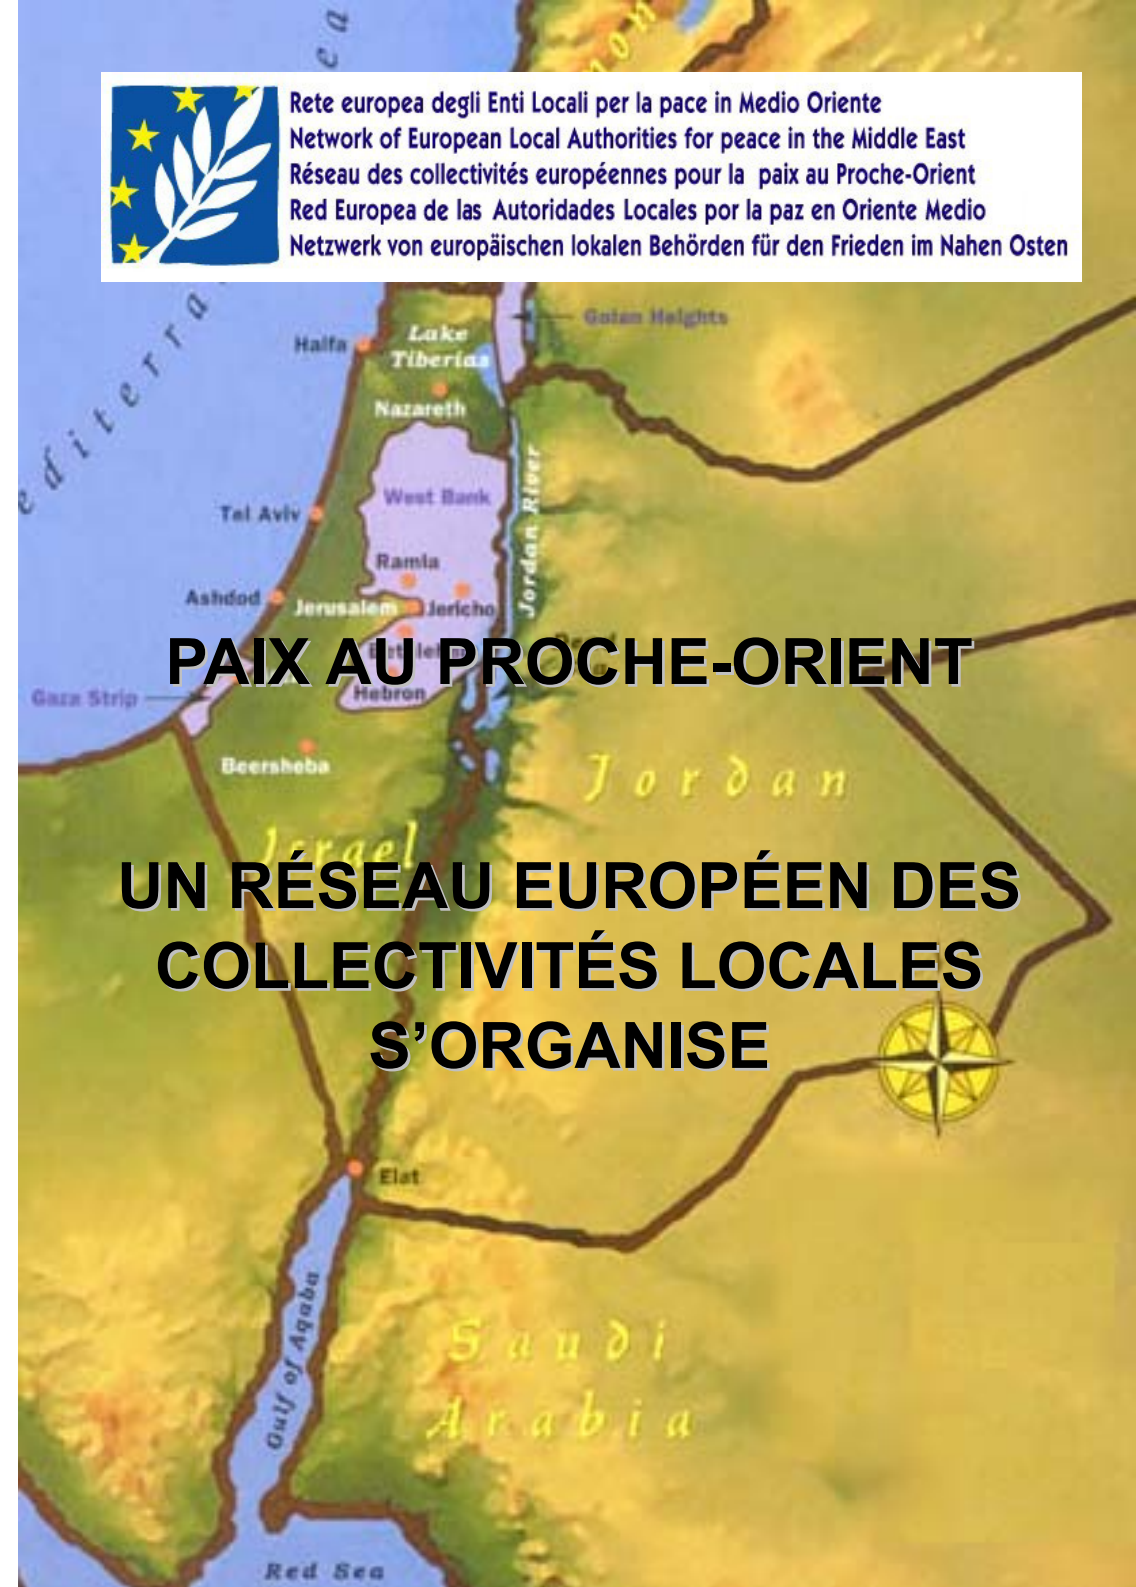 Rete europea degli Enti Locali per la pace in Medio Oriente
Network of European Local Authorities for peace in the Middle East
Réseau des collectivités européennes pour la paix au Proche-Orient
Red Europea de las Autoridades Locales por la paz en Oriente Medio
Netzwerk von europäischen lokalen Behörden für den Frieden im Nahen Osten
Golan Heights
Haifa
Lake
Tiberias
Nazareth
West Bank
Jordan River
Tel Aviv
Ramla
Ashdod
Jerusalem
Jericho
PAIX AU PROCHE-ORIENT
Hebron
Gaza Strip
Beersheba
Jordan
Israel
UN RÉSEAU EUROPÉEN DES
COLLECTIVITÉS LOCALES
S’ORGANISE
Elat
Gulf of Aqaba
Saudi
Arabia
Red Sea